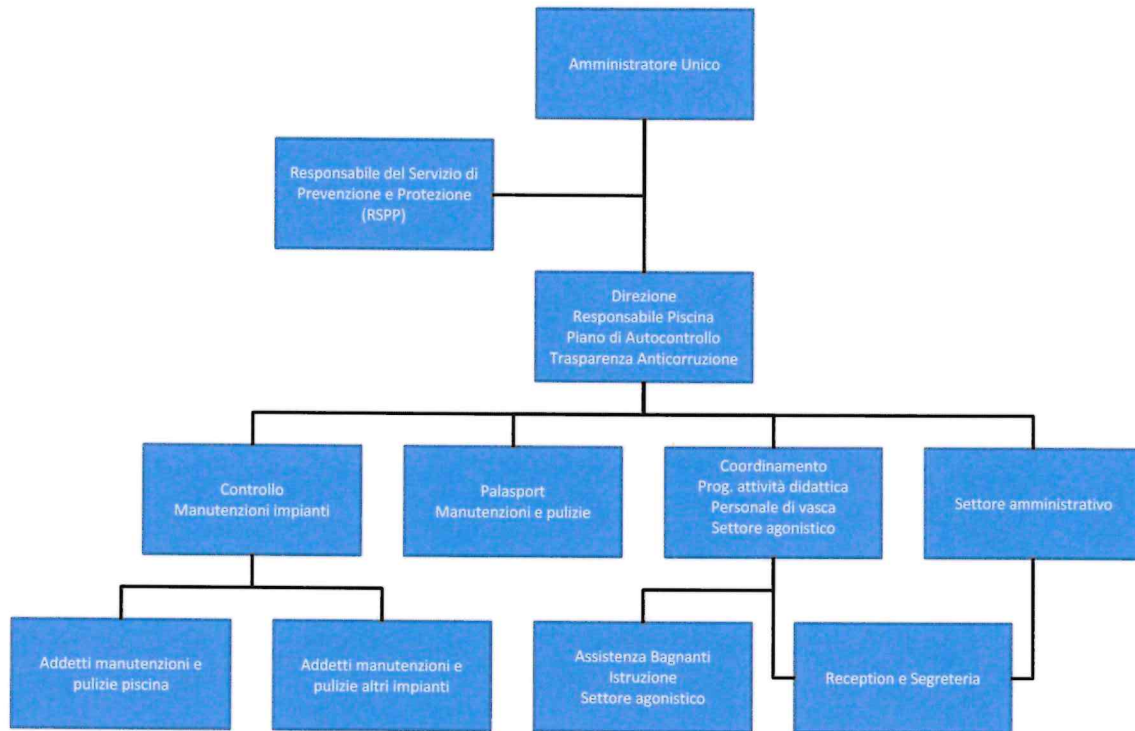 Amministratore Unico
Responsabile del Servizio di
Prevenzione e Protezione
(RSPP)
Direzione
Responsabile Piscina
Piano di Autocontrollo
Trasparenza Anticorruzione
Controllo
Manutenzioni impianti
Palasport
Manutenzioni e pulizie
Coordinamento
Prog. attività didattica
Personale di vasca
Settore agonistico
Settore amministrativo
Addetti manutenzioni e
pulizie piscina
Addetti manutenzioni e
pulizie altri impianti
Assistenza Bagnanti
Istruzione
Settore agonistico
Reception e Segreteria